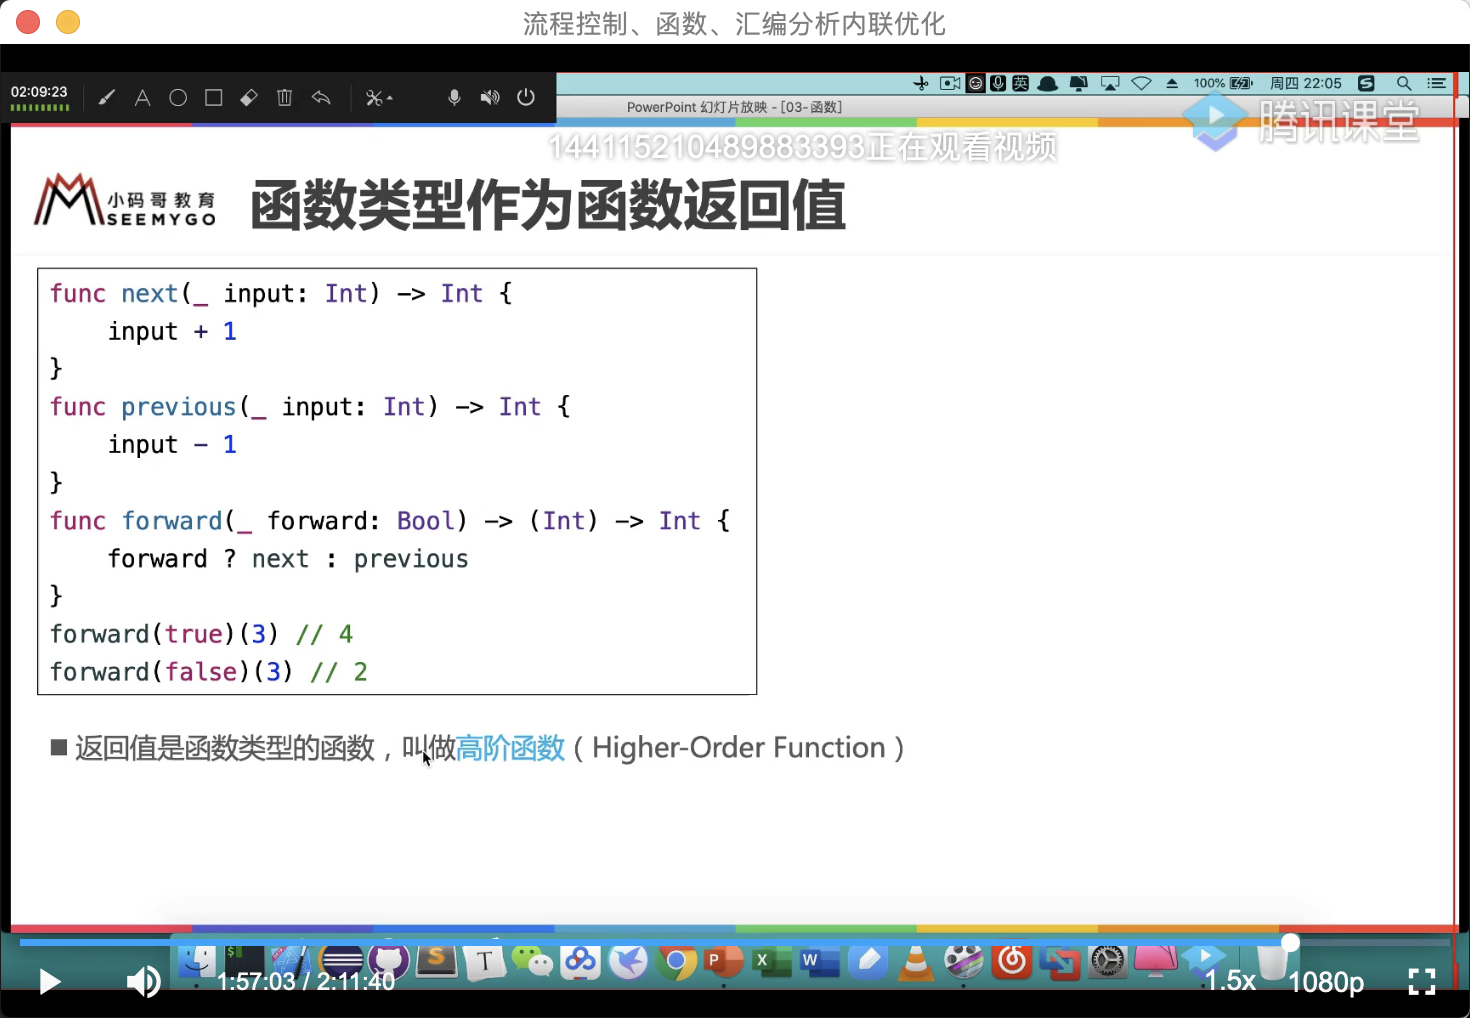 流程控制、函数、汇编分析内联优化
02:09:23
A
英
100%
周四 22:05
PowerPoint 幻灯片放映 - [03-函数]
腾讯课堂
144115210489883393正在观看视频
小码哥教育
SEEMYGO
函数类型作为函数返回值
func next(_ input: Int) -> Int {
    input + 1
}
func previous(_ input: Int) -> Int {
    input - 1
}
func forward(_ forward: Bool) -> (Int) -> Int {
    forward ? next : previous
}
forward(true)(3) // 4
forward(false)(3) // 2
■ 返回值是函数类型的函数，叫做高阶函数（Higher-Order Function）
1:57:03 / 2:11:40
1.5x
1080p